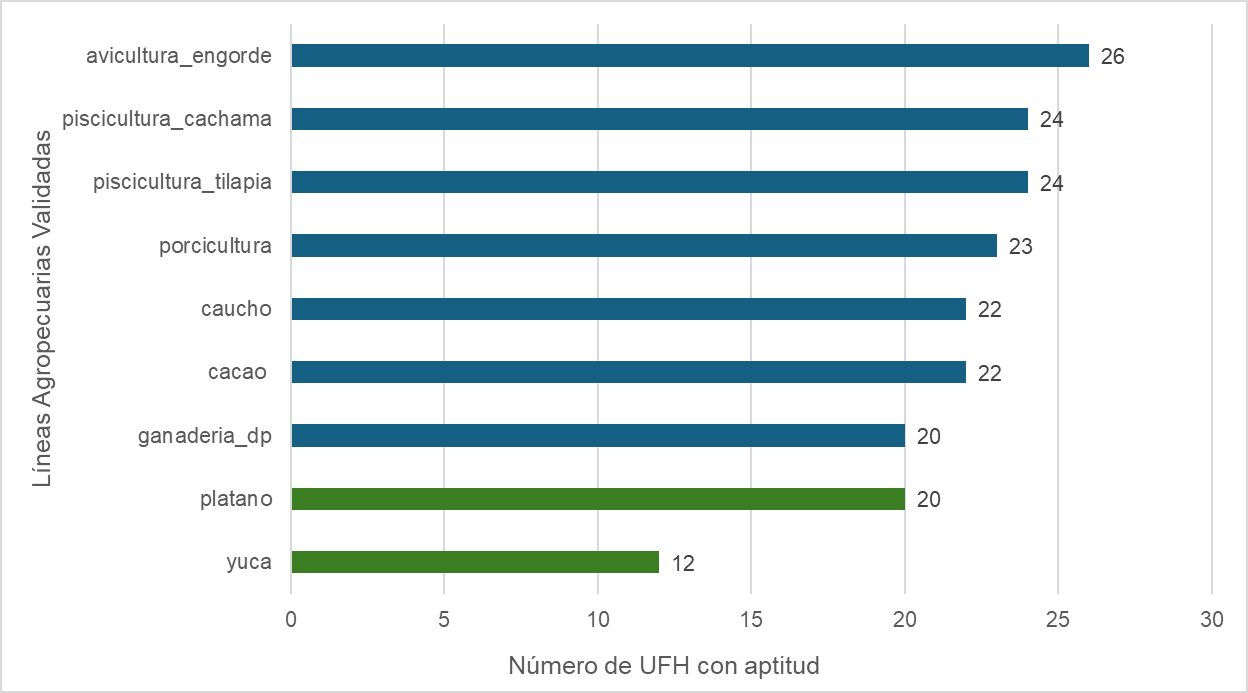 Líneas Agropecuarias Validadas
avicultura_engorde 26
piscicultura_cachama 24
piscicultura_tilapia 24
porcicultura 23
caucho 22
cacao 22
ganaderia_dp 20
platano 20
yuca 12
0 5 10 15 20 25 30
Número de UFH con aptitud